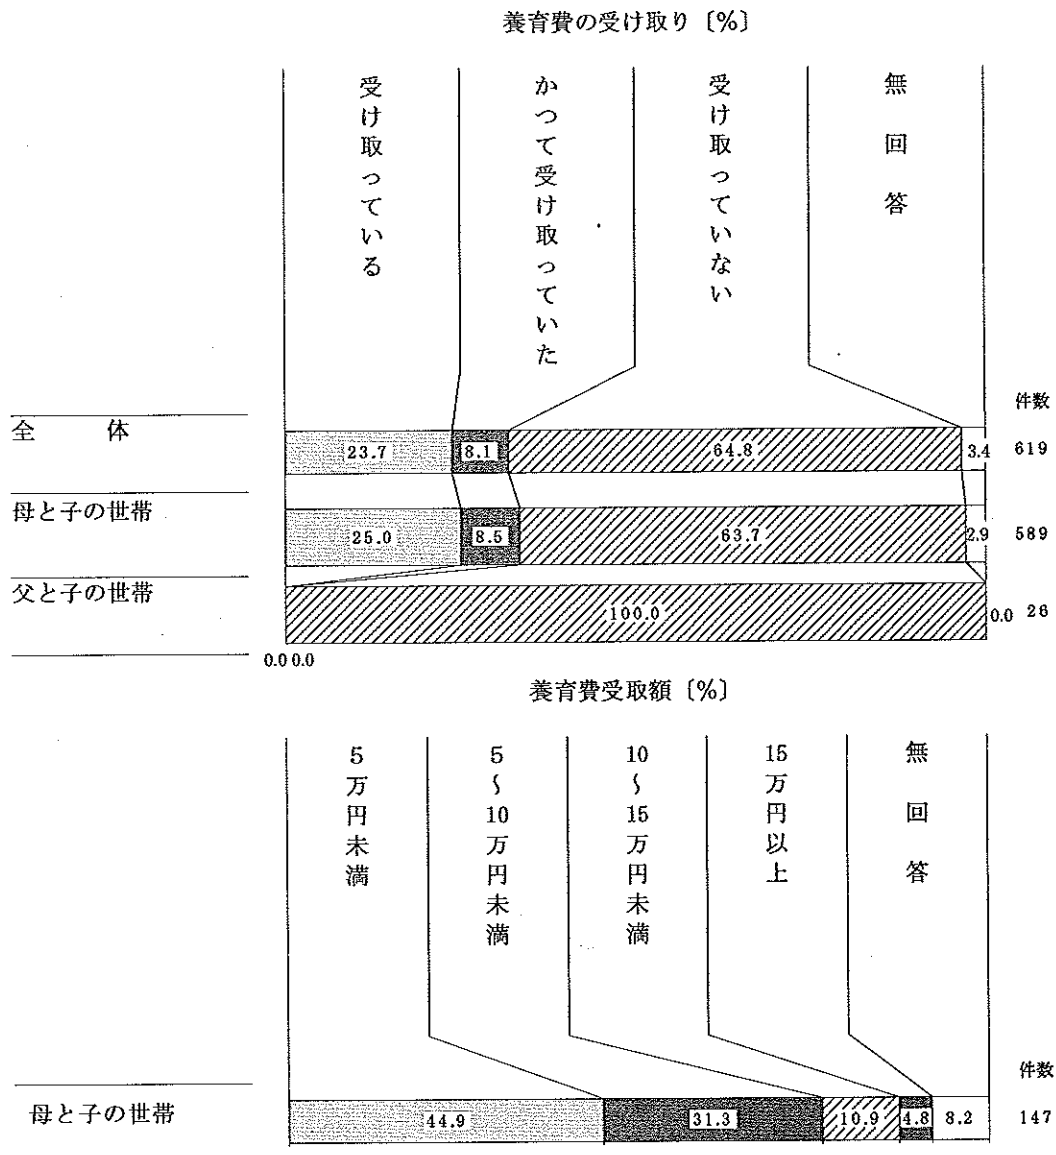 養育費の受け取り〔％〕
受け取っている
かつて受け取っていた
受け取っていない
無回答
件数
全体
23.7
8.1
64.8
3.4
619
母と子の世帯
25.0
8.5
63.7
2.9
589
父と子の世帯
100.0
0.0
26
0.0 0.0
養育費受取額〔％〕
5万円未満
5～10万円未満
10～15万円未満
15万円以上
無回答
件数
母と子の世帯
44.9
31.3
10.9
4.8
8.2
147